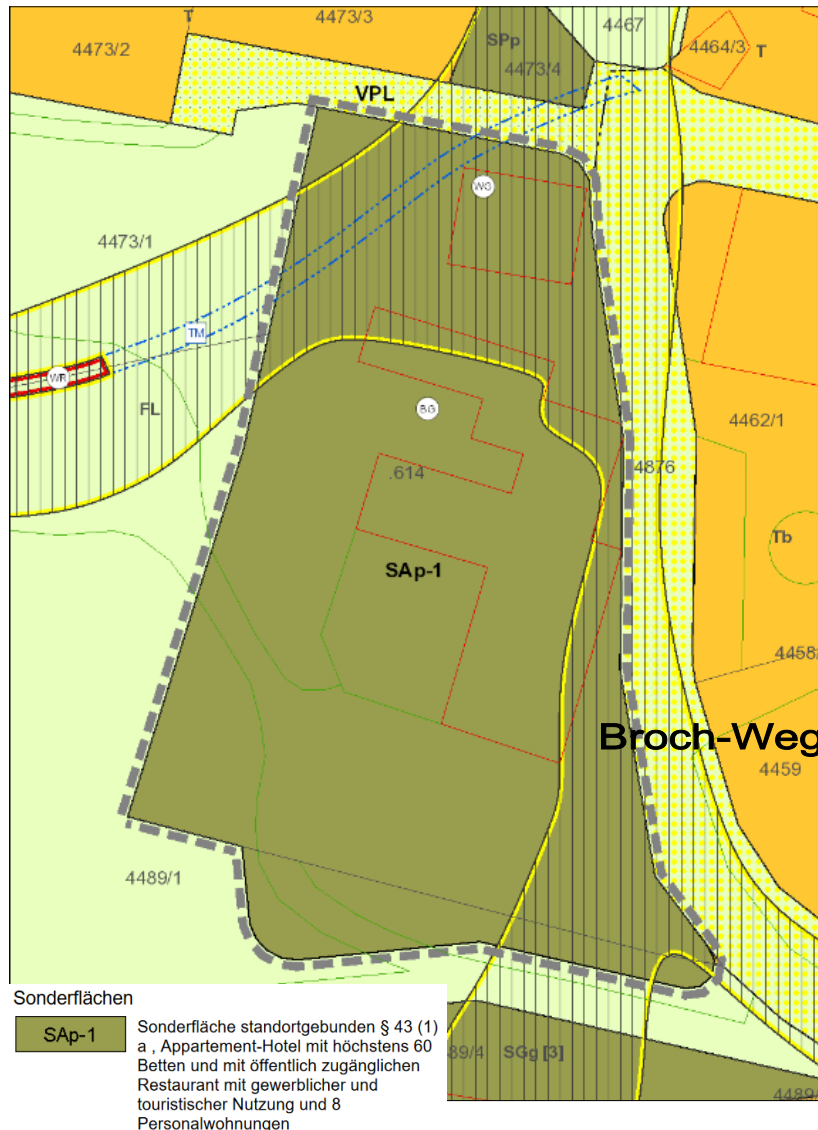 T
4473/3
4467
4473/2
SPp
4464/3
T
4473/4
VPL
WG
4473/1
TM
WR
FL
BG
4462/1
.614
4876
Tb
SAp-1
Broch-Weg
4459
4489/1
Sonderflächen
SAp-1
Sonderfläche standortgebunden § 43 (1)
a , Appartement-Hotel mit höchstens 60
Betten und mit öffentlich zugänglichen
Restaurant mit gewerblicher und
touristischer Nutzung und 8
Personalwohnungen
89/4
SGg [3]